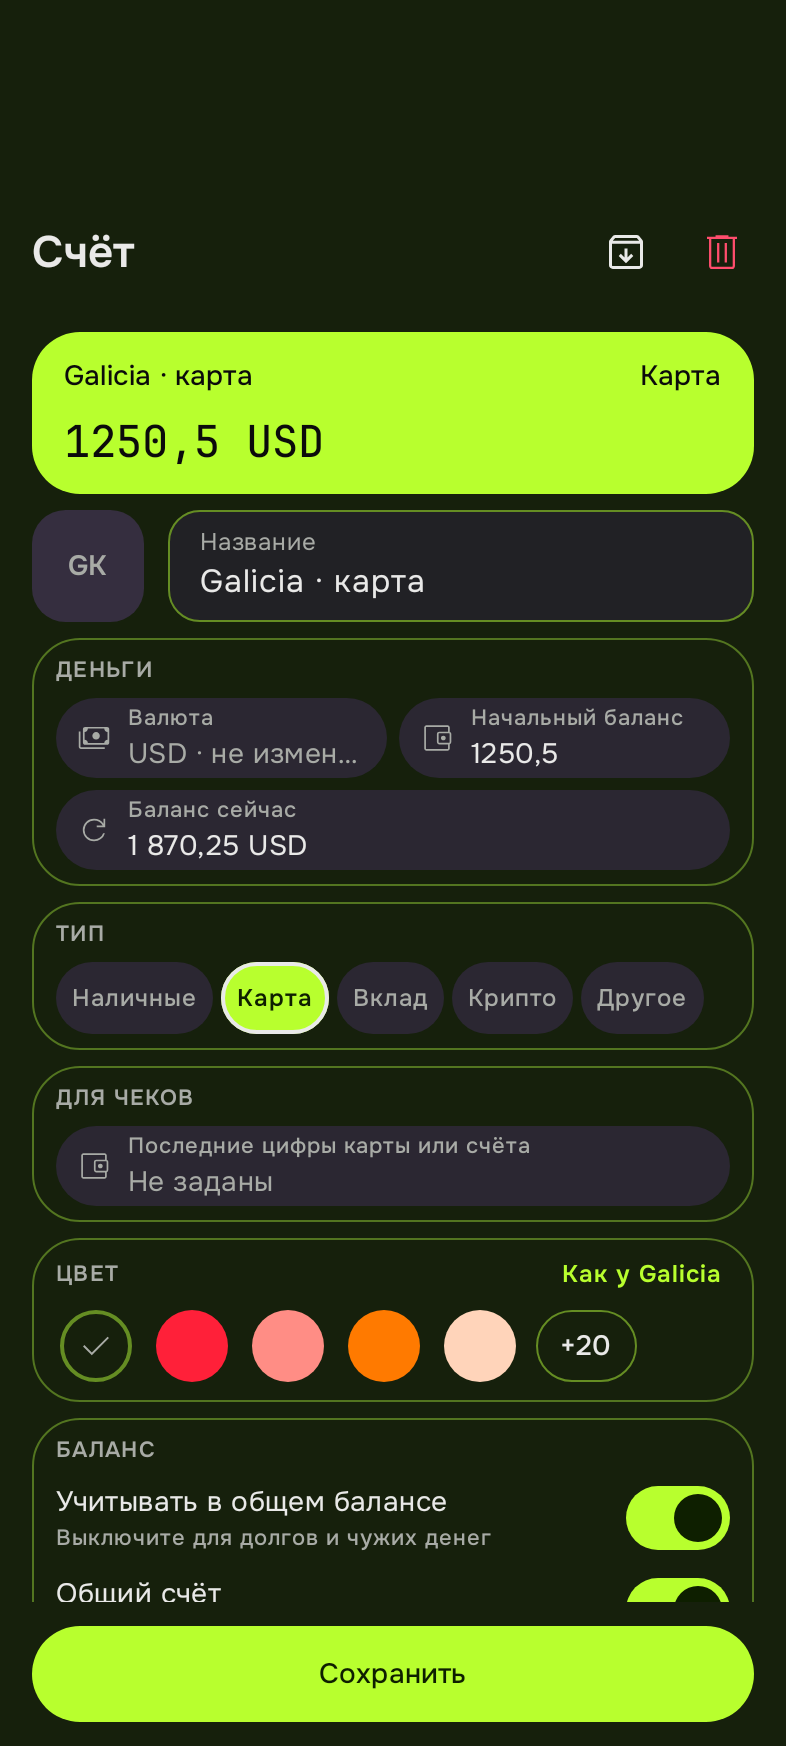 Счёт
Galicia · карта Карта
1250,5 USD
GK
Название
Galicia · карта
ДЕНЬГИ
Валюта
USD · не измен...
Начальный баланс
1250,5
Баланс сейчас
1 870,25 USD
ТИП
Наличные Карта Вклад Крипто Другое
ДЛЯ ЧЕКОВ
Последние цифры карты или счёта
Не заданы
ЦВЕТ Как у Galicia
+20
БАЛАНС
Учитывать в общем балансе
Выключите для долгов и чужих денег
Общий счёт
Сохранить